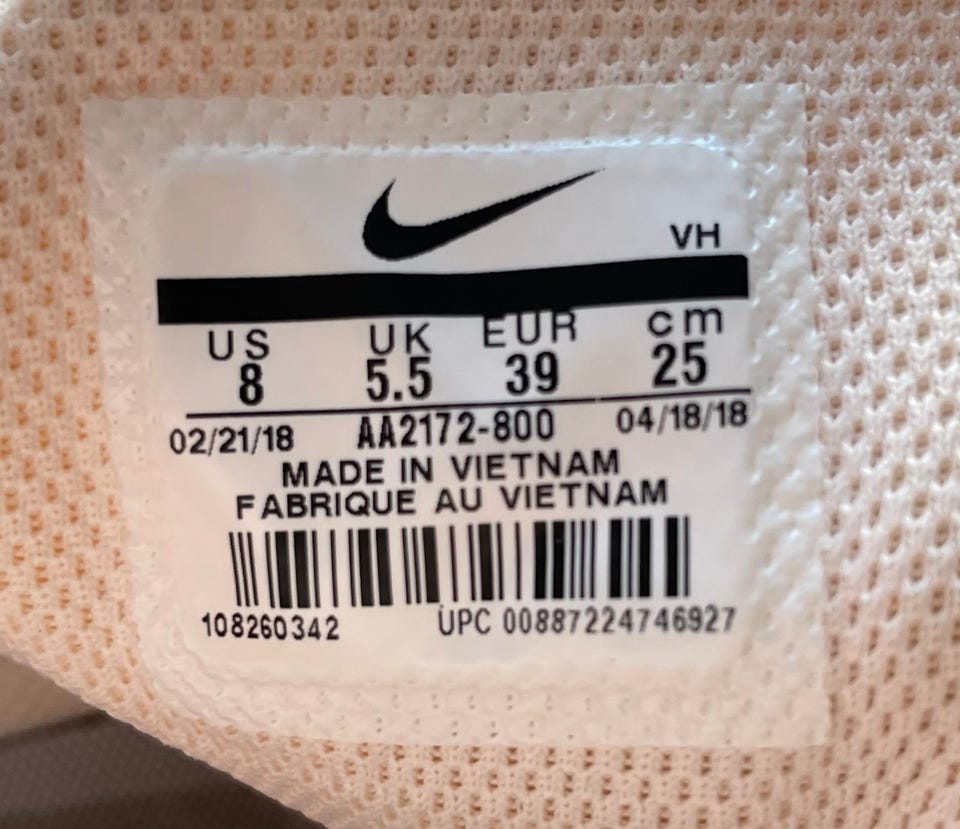 VH
US UK EUR cm
8 5.5 39 25
02/21/18 AA2172-800 04/18/18
MADE IN VIETNAM
FABRIQUE AU VIETNAM
108260342 UPC 00887224746927